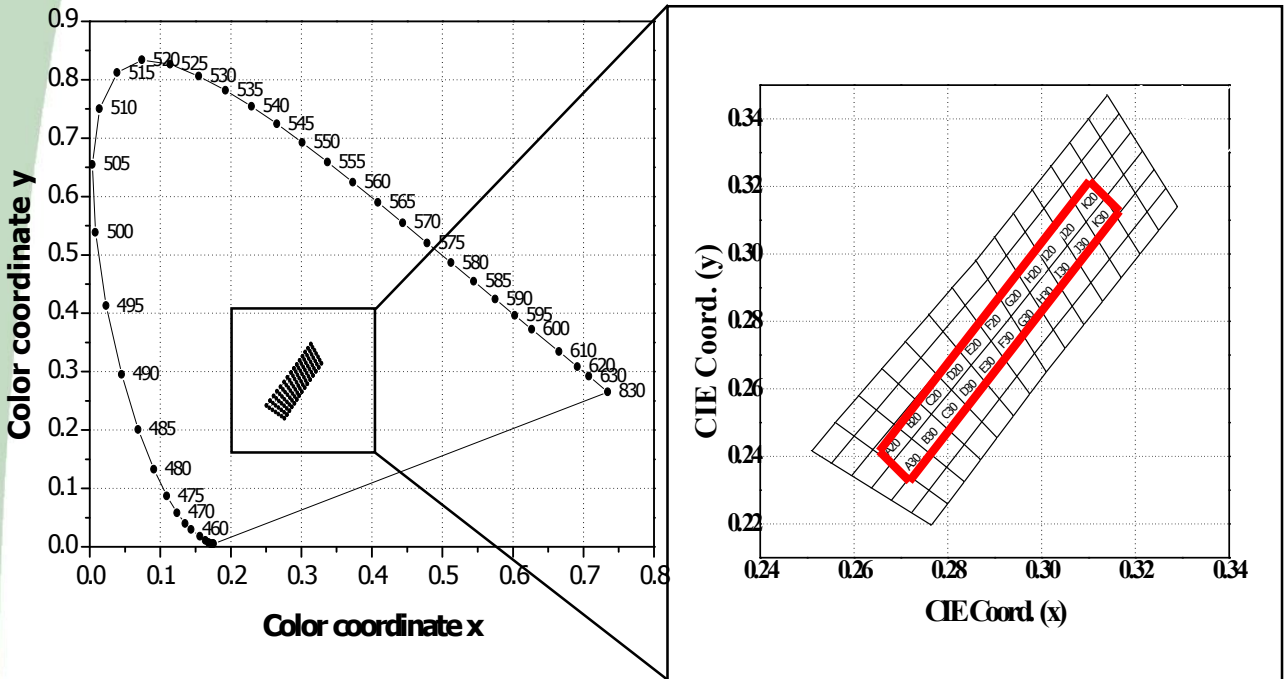 0.9
0.8
0.7
0.6
0.5
0.4
0.3
0.2
0.1
0.0
Color coordinate y
520
525
515
530
535
510
540
545
550
505
555
560
565
570
500
575
580
585
590
495
595
600
610
490
620
630
830
485
480
475
470
460
0.0 0.1 0.2 0.3 0.4 0.5 0.6 0.7 0.8
Color coordinate x
0.34
0.32
0.30
0.28
0.26
0.24
0.22
CIE Coord. (y)
K20
K30
J20
J30
I20
I30
H20
H30
G20
G30
F20
F30
E20
E30
D20
D30
C20
C30
B20
B30
A20
A30
0.24 0.26 0.28 0.30 0.32 0.34
CIE Coord. (x)